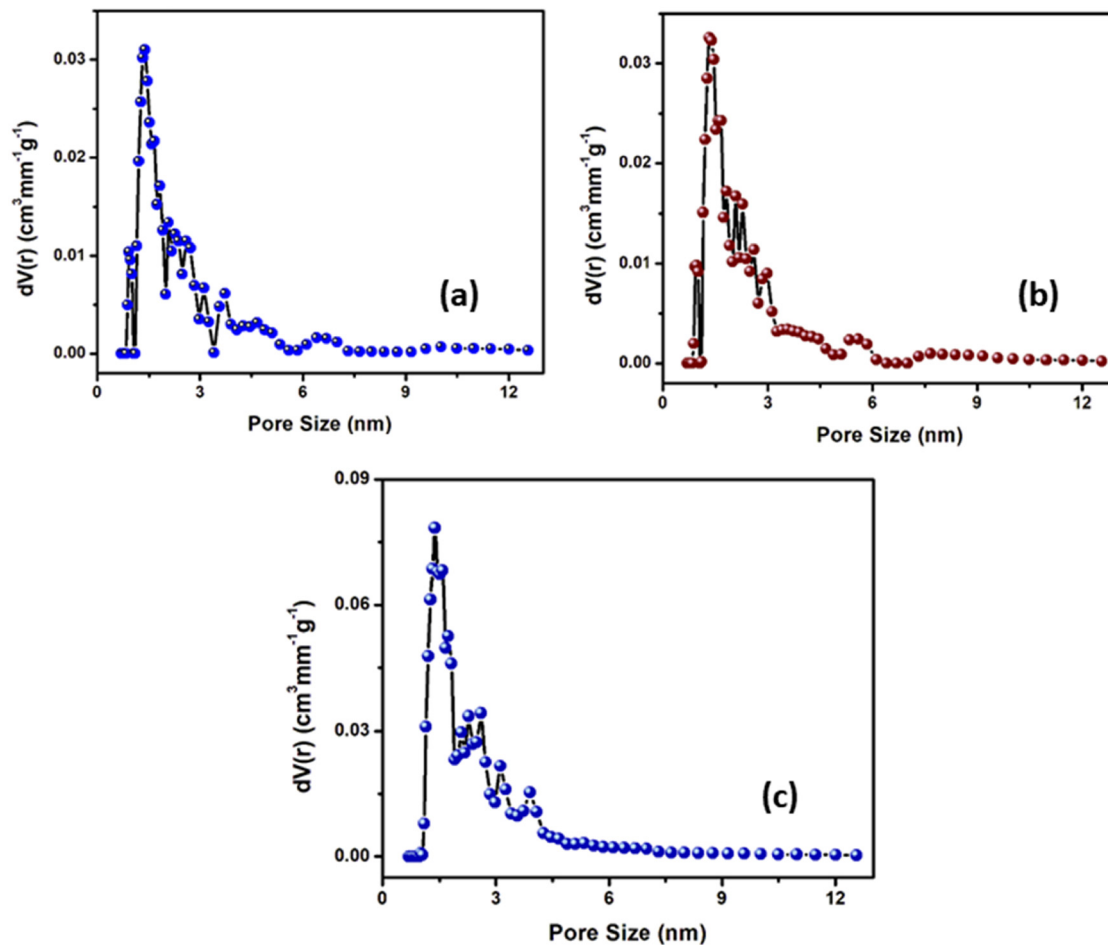 dV(r) (cm³mm⁻¹g⁻¹)
0.03
0.02
0.01
0.00
(a)
0 3 6 9 12
Pore Size (nm)
dV(r) (cm³mm⁻¹g⁻¹)
0.03
0.02
0.01
0.00
(b)
0 3 6 9 12
Pore Size (nm)
dV(r) (cm³mm⁻¹g⁻¹)
0.09
0.06
0.03
0.00
(c)
0 3 6 9 12
Pore Size (nm)